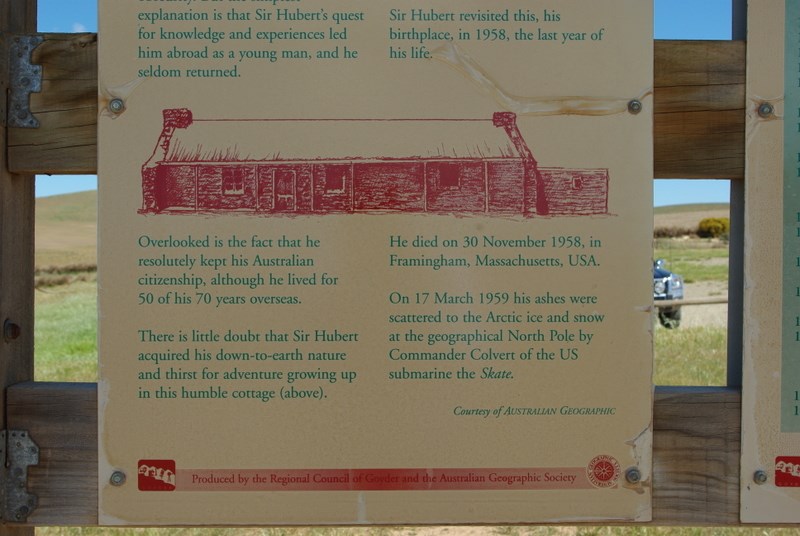 explanation is that Sir Hubert's quest
for knowledge and experiences led
him abroad as a young man, and he
seldom returned.
Sir Hubert revisited this, his
birthplace, in 1958, the last year of
his life.
Overlooked is the fact that he
resolutely kept his Australian
citizenship, although he lived for
50 of his 70 years overseas.
There is little doubt that Sir Hubert
acquired his down-to-earth nature
and thirst for adventure growing up
in this humble cottage (above).
He died on 30 November 1958, in
Framingham, Massachusetts, USA.
On 17 March 1959 his ashes were
scattered to the Arctic ice and snow
at the geographical North Pole by
Commander Colvert of the US
submarine the Skate.
Courtesy of AUSTRALIAN GEOGRAPHIC
Produced by the Regional Council of Goyder and the Australian Geographic Society